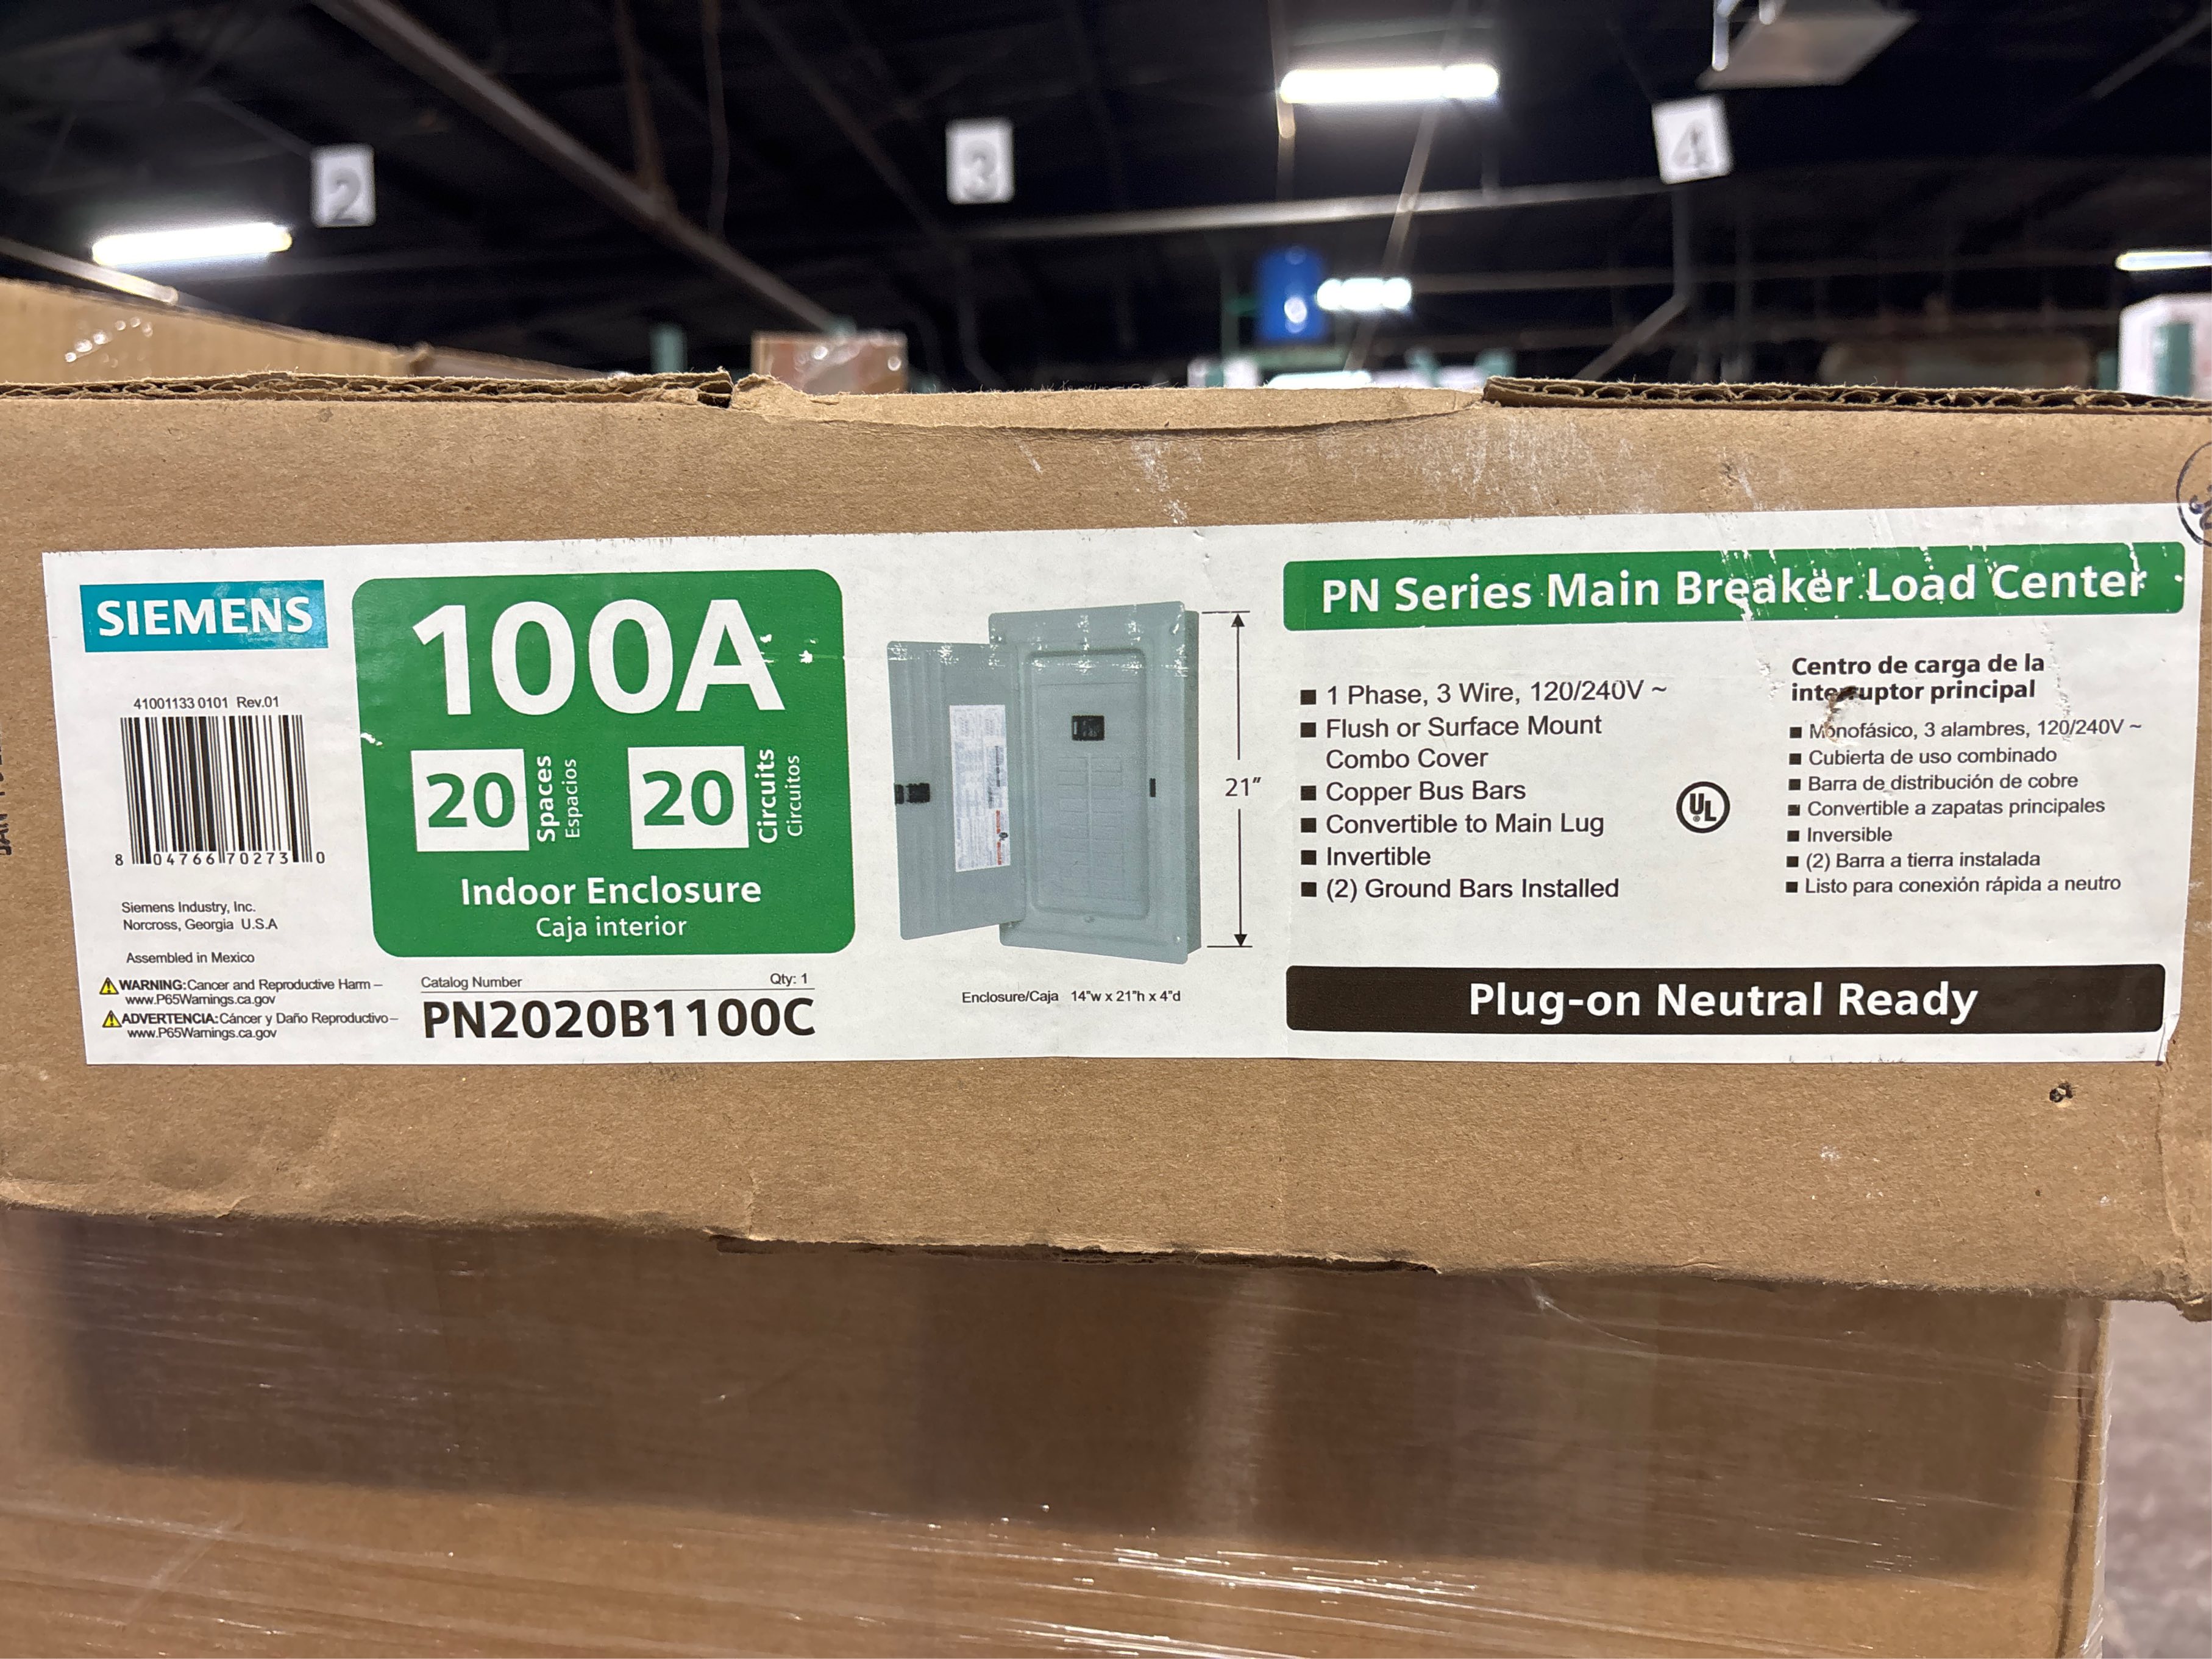 2
3
4
SIEMENS
41001133 0101 Rev.01
8 04766 70273 0
Siemens Industry, Inc.
Norcross, Georgia U.S.A
Assembled in Mexico
WARNING: Cancer and Reproductive Harm –
www.P65Warnings.ca.gov
ADVERTENCIA: Cáncer y Daño Reproductivo–
www.P65Warnings.ca.gov
100A
20 Spaces
Espacios
20 Circuits
Circuitos
Indoor Enclosure
Caja interior
Catalog Number Qty: 1
PN2020B1100C
21"
Enclosure/Caja 14"w x 21"h x 4"d
PN Series Main Breaker Load Center
■ 1 Phase, 3 Wire, 120/240V ~
■ Flush or Surface Mount
Combo Cover
■ Copper Bus Bars
■ Convertible to Main Lug
■ Invertible
■ (2) Ground Bars Installed
UL
Centro de carga de la
interruptor principal
■ Monofásico, 3 alambres, 120/240V ~
■ Cubierta de uso combinado
■ Barra de distribución de cobre
■ Convertible a zapatas principales
■ Inversible
■ (2) Barra a tierra instalada
■ Listo para conexión rápida a neutro
Plug-on Neutral Ready